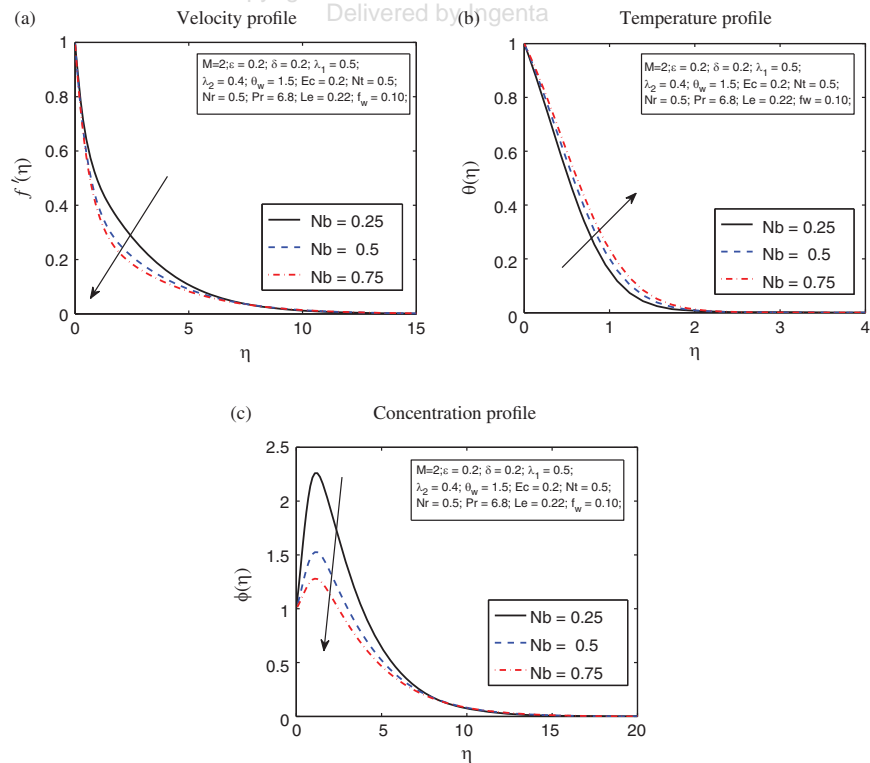 Delivered by Ingenta
(a) Velocity profile
M=2;ε = 0.2; δ = 0.2; λ₁ = 0.5;
λ₂ = 0.4; θ_w = 1.5; Ec = 0.2; Nt = 0.5;
Nr = 0.5; Pr = 6.8; Le = 0.22; f_w = 0.10;
1
0.8
0.6
0.4
0.2
0
f '(η)
Nb = 0.25
Nb = 0.5
Nb = 0.75
0 5 10 15
η
(b) Temperature profile
M=2;ε = 0.2; δ = 0.2; λ₁ = 0.5;
λ₂ = 0.4; θ_w = 1.5; Ec = 0.2; Nt = 0.5;
Nr = 0.5; Pr = 6.8; Le = 0.22; fw = 0.10;
1
0.8
0.6
0.4
0.2
0
θ(η)
Nb = 0.25
Nb = 0.5
Nb = 0.75
0 1 2 3 4
η
(c) Concentration profile
M=2;ε = 0.2; δ = 0.2; λ₁ = 0.5;
λ₂ = 0.4; θ_w = 1.5; Ec = 0.2; Nt = 0.5;
Nr = 0.5; Pr = 6.8; Le = 0.22; f_w = 0.10;
2.5
2
1.5
1
0.5
0
ϕ(η)
Nb = 0.25
Nb = 0.5
Nb = 0.75
0 5 10 15 20
η